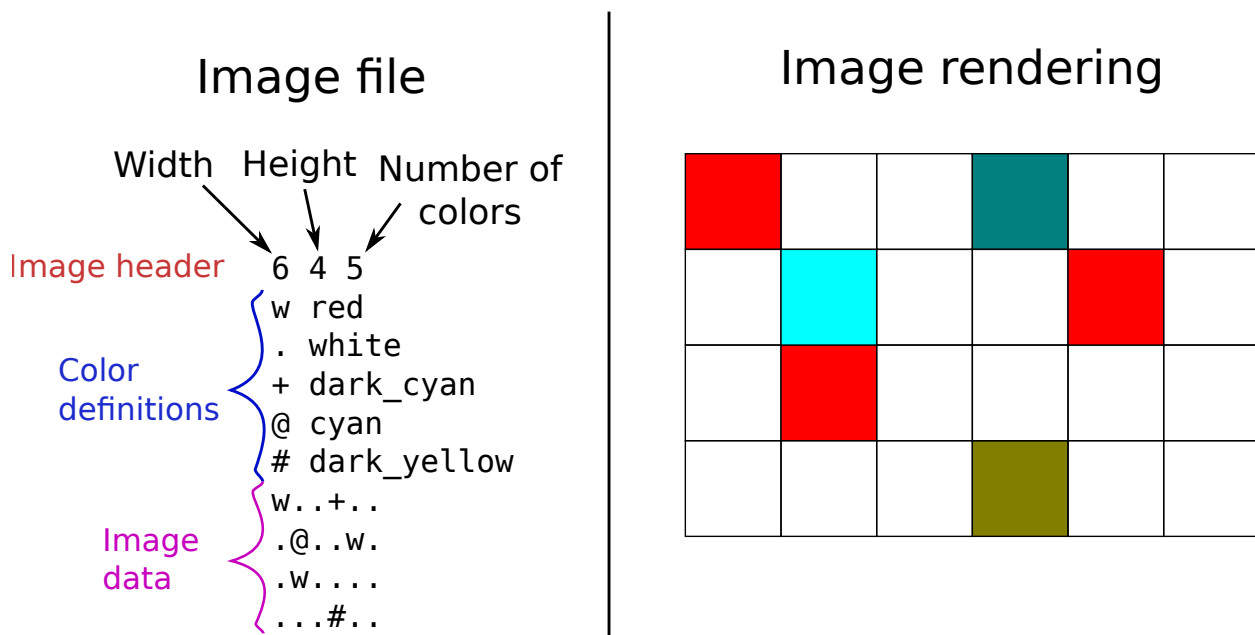 Image file
Width Height Number of
colors
Image header 6 4 5
w red
. white
Color
definitions
+ dark_cyan
@ cyan
# dark_yellow
w..+..
Image
data
.@..w.
.w....
...#..
Image rendering